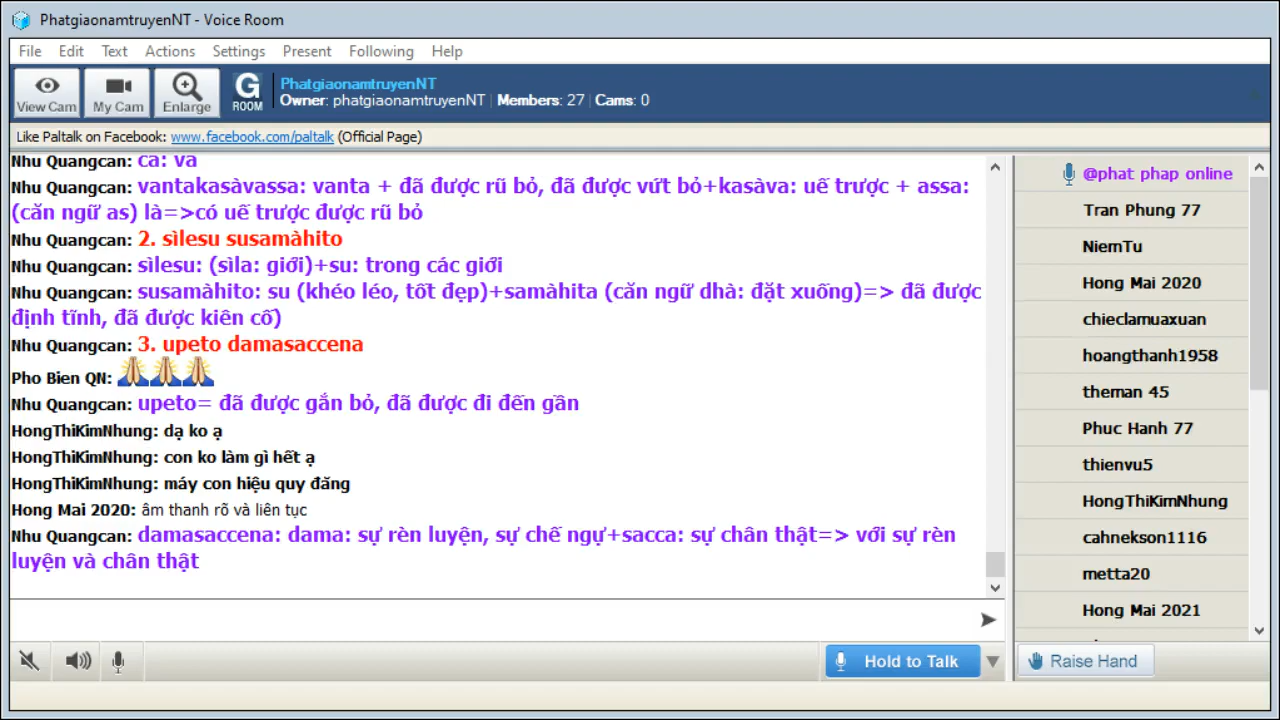 PhatgiaonamtruyenNT - Voice Room
File Edit Text Actions Settings Present Following Help
View Cam My Cam Enlarge G ROOM
PhatgiaonamtruyenNT
Owner: phatgiaonamtruyenNT | Members: 27 | Cams: 0
Like Paltalk on Facebook: www.facebook.com/paltalk (Official Page)
Nhu Quangcan: ca: và
Nhu Quangcan: vantakasàvassa: vanta + đã được rũ bỏ, đã được vứt bỏ+kasàva: uế trược + assa:
(căn ngữ as) là=>có uế trược được rũ bỏ
Nhu Quangcan: 2. sìlesu susamàhito
Nhu Quangcan: sìlesu: (sìla: giới)+su: trong các giới
Nhu Quangcan: susamàhito: su (khéo léo, tốt đẹp)+samàhita (căn ngữ dhà: đặt xuống)=> đã được
định tĩnh, đã được kiên cố)
Nhu Quangcan: 3. upeto damasaccena
Pho Bien QN:
Nhu Quangcan: upeto= đã được gắn bỏ, đã được đi đến gần
HongThiKimNhung: dạ ko ạ
HongThiKimNhung: con ko làm gì hết ạ
HongThiKimNhung: máy con hiệu quy đăng
Hong Mai 2020: âm thanh rõ và liên tục
Nhu Quangcan: damasaccena: dama: sự rèn luyện, sự chế ngự+sacca: sự chân thật=> với sự rèn
luyện và chân thật
@phat phap online
Tran Phung 77
NiemTu
Hong Mai 2020
chieclamuaxuan
hoangthanh1958
theman 45
Phuc Hanh 77
thienvu5
HongThiKimNhung
cahnekson1116
metta20
Hong Mai 2021
Hold to Talk
Raise Hand